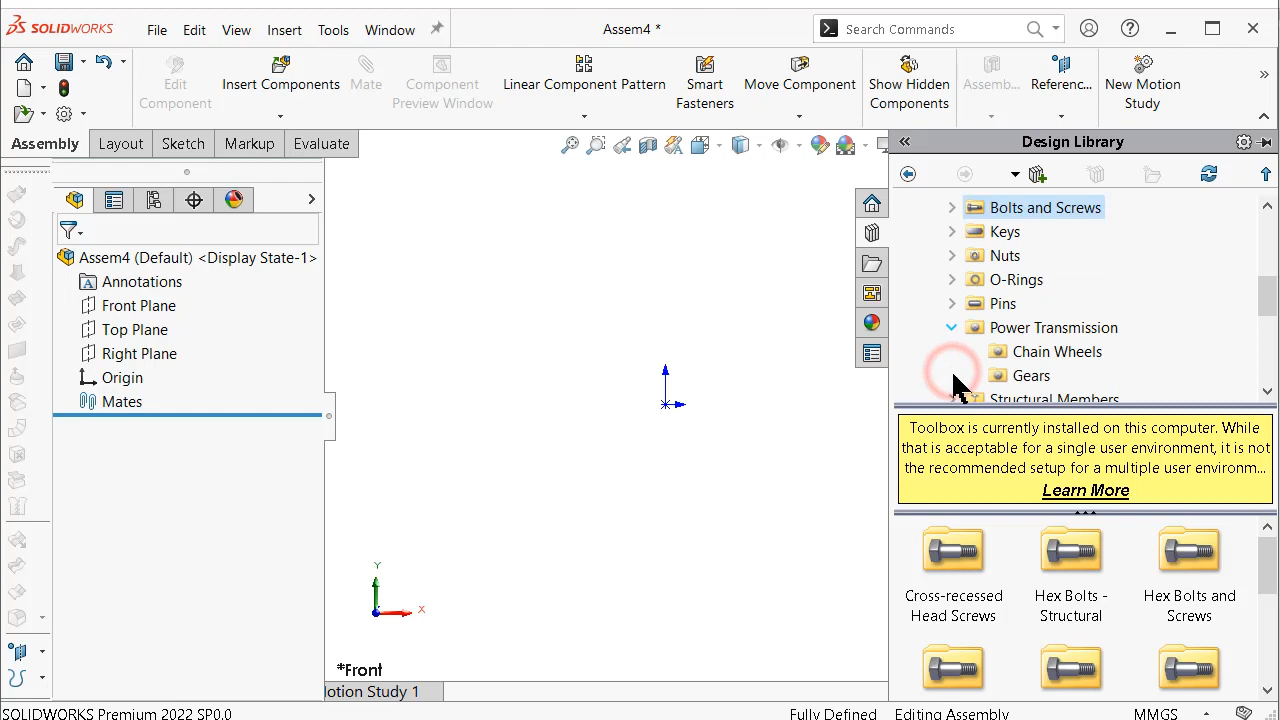 SOLIDWORKS
File
Edit
View
Insert
Tools
Window
Assem4 *
Search Commands
Edit
Component
Insert Components
Mate
Component
Preview Window
Linear Component Pattern
Smart
Fasteners
Move Component
Show Hidden
Components
Assemb...
Referenc...
New Motion
Study
Assembly
Layout
Sketch
Markup
Evaluate
Design Library
Assem4 (Default) <Display State-1>
Annotations
Front Plane
Top Plane
Right Plane
Origin
Mates
Bolts and Screws
Keys
Nuts
O-Rings
Pins
Power Transmission
Chain Wheels
Gears
Structural Members
Toolbox is currently installed on this computer. While
that is acceptable for a single user environment, it is not
the recommended setup for a multiple user environm...
Learn More
Cross-recessed
Head Screws
Hex Bolts -
Structural
Hex Bolts and
Screws
Y
X
*Front
otion Study 1
SOLIDWORKS Premium 2022 SP0.0
Fully Defined
Editing Assembly
MMGS